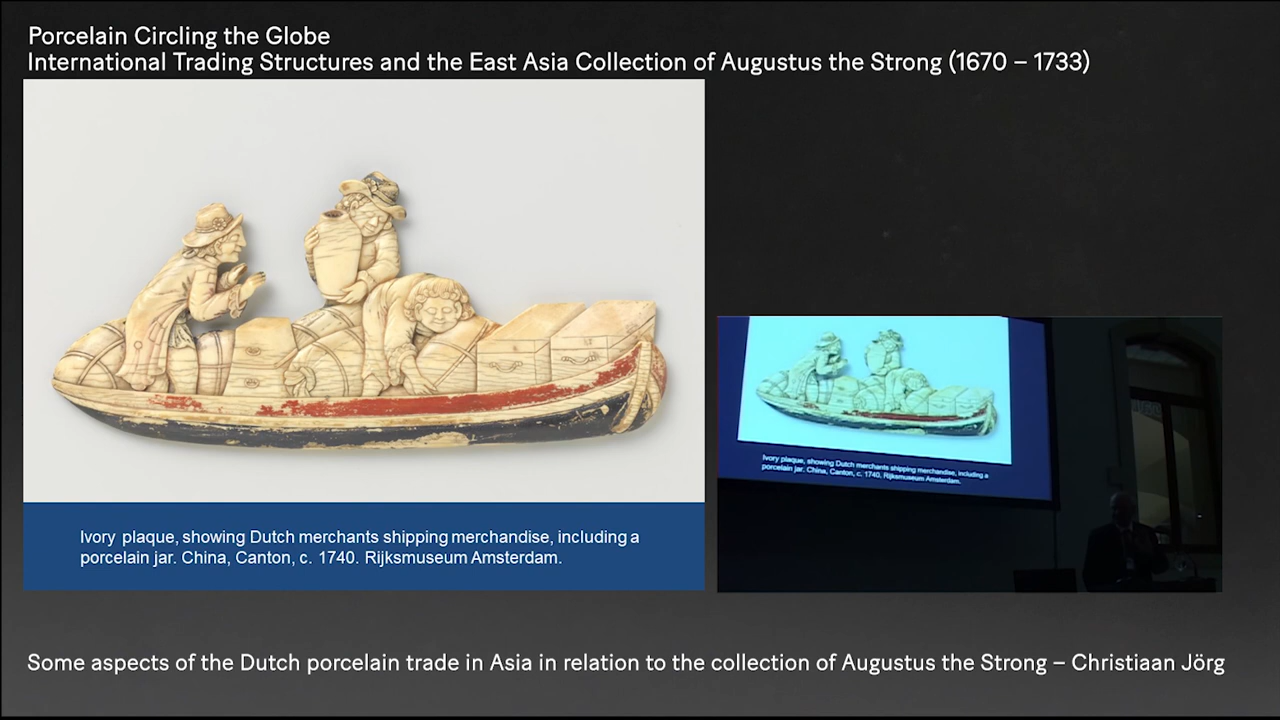 Porcelain Circling the Globe
International Trading Structures and the East Asia Collection of Augustus the Strong (1670 – 1733)
Ivory plaque, showing Dutch merchants shipping merchandise, including a
porcelain jar. China, Canton, c. 1740. Rijksmuseum Amsterdam.
Ivory plaque, showing Dutch merchants shipping merchandise, including a
porcelain jar. China, Canton, c. 1740, Rijksmuseum Amsterdam.
Some aspects of the Dutch porcelain trade in Asia in relation to the collection of Augustus the Strong – Christiaan Jörg